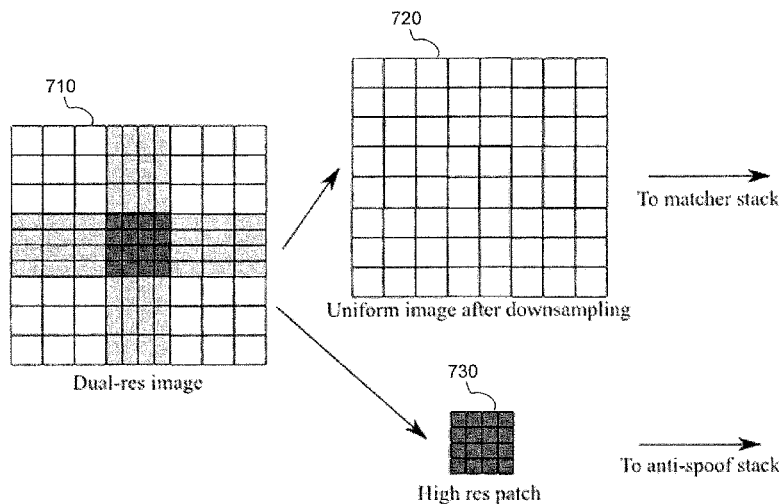 720
710
To matcher stack
Uniform image after downsampling
Dual-res image
730
To anti-spoof stack
High res patch